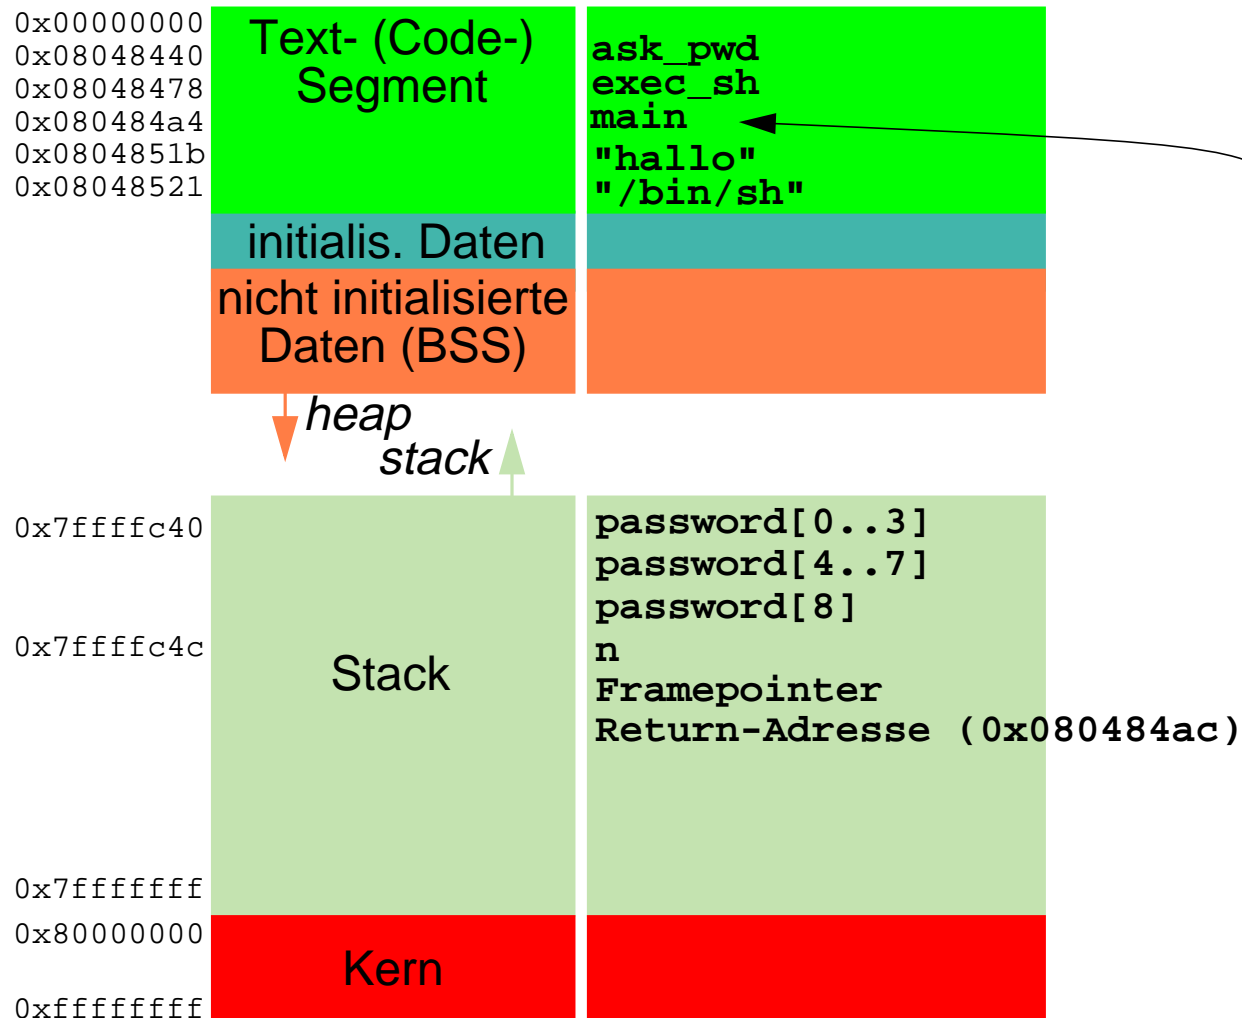 0x00000000
0x08048440
0x08048478
0x080484a4
0x0804851b
0x08048521
Text- (Code-)
Segment
ask_pwd
exec_sh
main
"hallo"
"/bin/sh"
initialis. Daten
nicht initialisierte
Daten (BSS)
heap
stack
0x7ffffc40
0x7ffffc4c
0x7fffffff
Stack
password[0..3]
password[4..7]
password[8]
n
Framepointer
Return-Adresse (0x080484ac)
0x80000000
0xffffffff
Kern